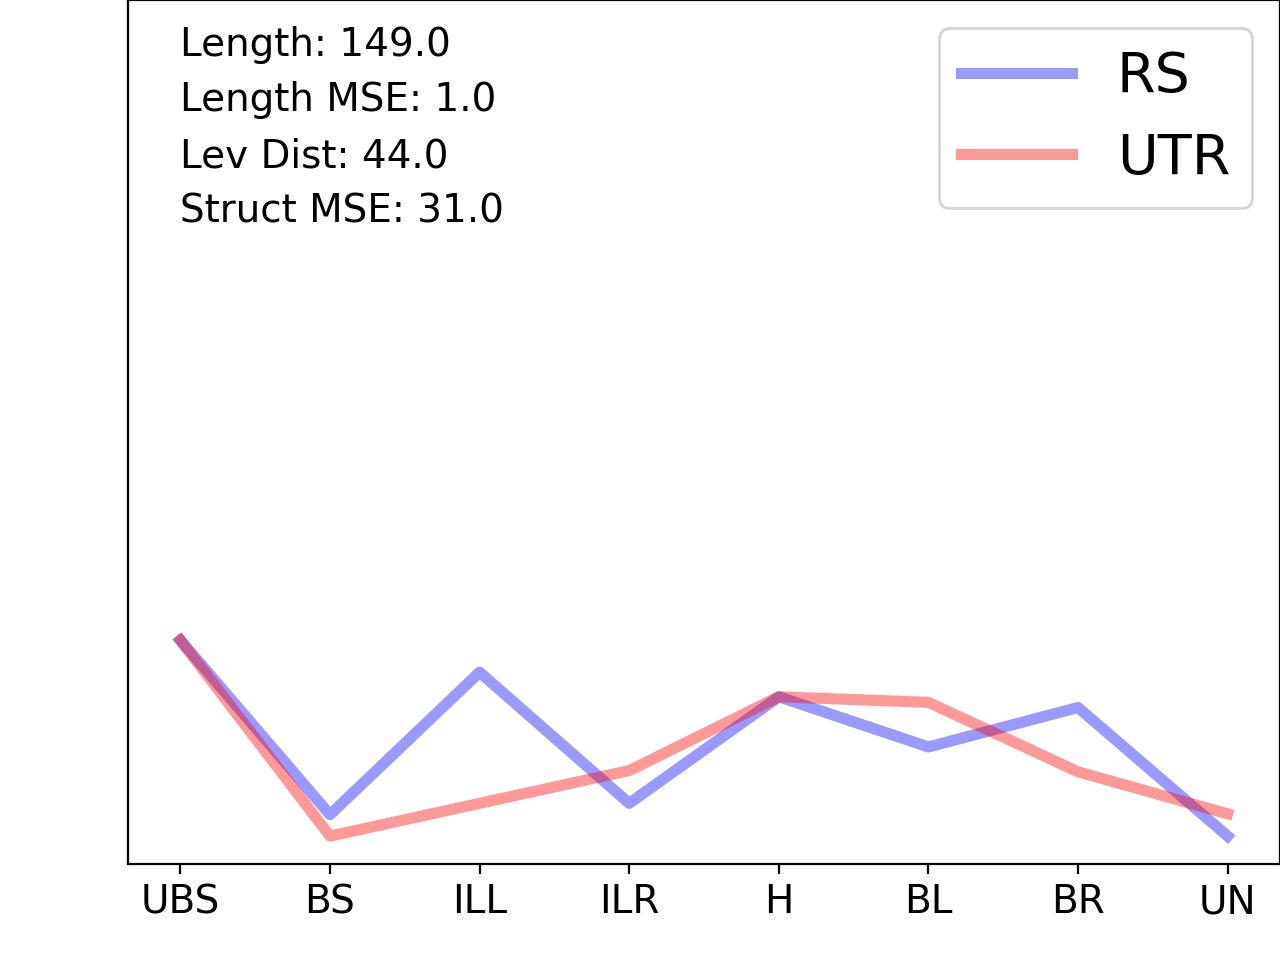 Length: 149.0
Length MSE: 1.0
Lev Dist: 44.0
Struct MSE: 31.0
RS
UTR
UBS BS ILL ILR H BL BR UN